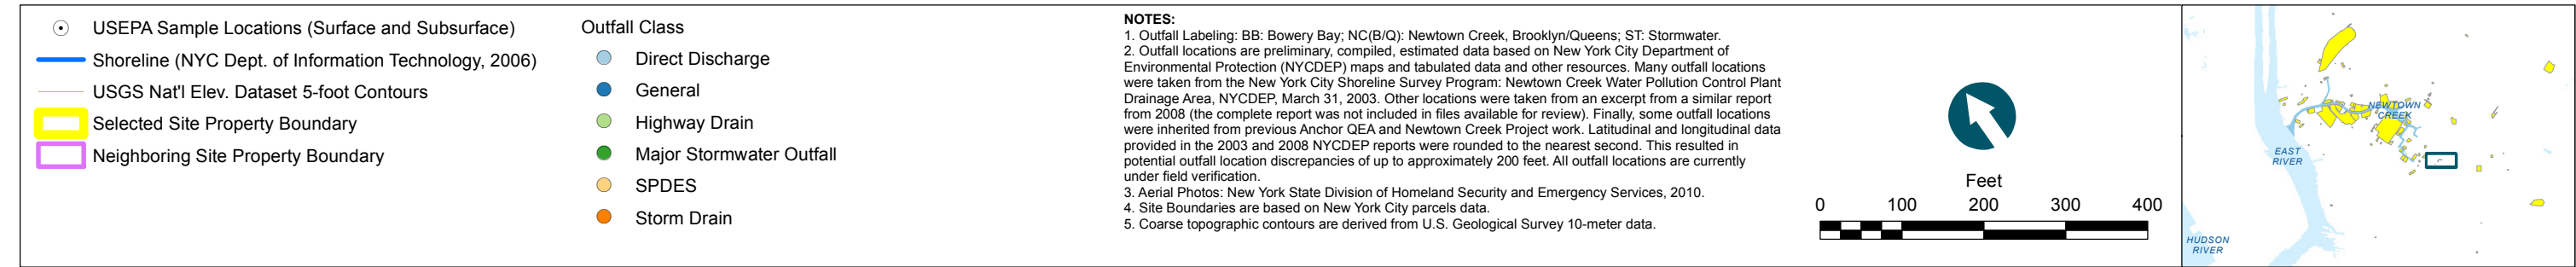 USEPA Sample Locations (Surface and Subsurface)
Shoreline (NYC Dept. of Information Technology, 2006)
USGS Nat'l Elev. Dataset 5-foot Contours
Selected Site Property Boundary
Neighboring Site Property Boundary
Outfall Class
Direct Discharge
General
Highway Drain
Major Stormwater Outfall
SPDES
Storm Drain
NOTES:
1. Outfall Labeling: BB: Bowery Bay; NC(B/Q): Newtown Creek, Brooklyn/Queens; ST: Stormwater.
2. Outfall locations are preliminary, compiled, estimated data based on New York City Department of
Environmental Protection (NYCDEP) maps and tabulated data and other resources. Many outfall locations
were taken from the New York City Shoreline Survey Program: Newtown Creek Water Pollution Control Plant
Drainage Area, NYCDEP, March 31, 2003. Other locations were taken from an excerpt from a similar report
from 2008 (the complete report was not included in files available for review). Finally, some outfall locations
were inherited from previous Anchor QEA and Newtown Creek Project work. Latitudinal and longitudinal data
provided in the 2003 and 2008 NYCDEP reports were rounded to the nearest second. This resulted in
potential outfall location discrepancies of up to approximately 200 feet. All outfall locations are currently
under field verification.
3. Aerial Photos: New York State Division of Homeland Security and Emergency Services, 2010.
4. Site Boundaries are based on New York City parcels data.
5. Coarse topographic contours are derived from U.S. Geological Survey 10-meter data.
Feet
0 100 200 300 400
NEWTOWN
CREEK
EAST
RIVER
HUDSON
RIVER